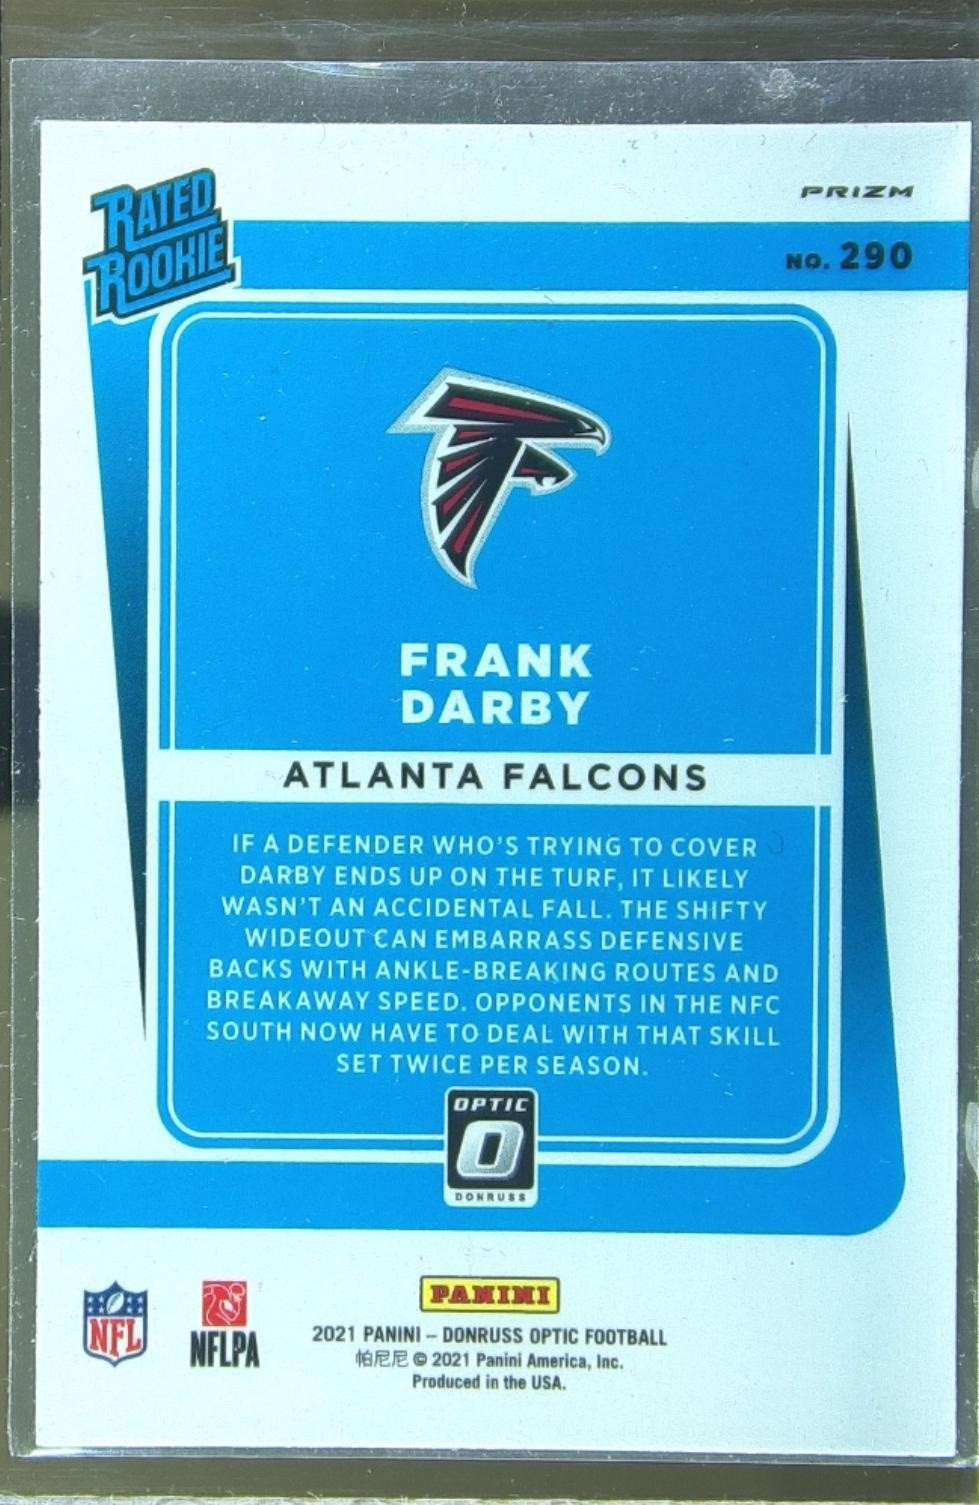 RATED
ROOKIE
PRIZM
NO. 290
FRANK
DARBY
ATLANTA FALCONS
IF A DEFENDER WHO'S TRYING TO COVER
DARBY ENDS UP ON THE TURF, IT LIKELY
WASN'T AN ACCIDENTAL FALL. THE SHIFTY
WIDEOUT CAN EMBARRASS DEFENSIVE
BACKS WITH ANKLE-BREAKING ROUTES AND
BREAKAWAY SPEED. OPPONENTS IN THE NFC
SOUTH NOW HAVE TO DEAL WITH THAT SKILL
SET TWICE PER SEASON.
OPTIC
O
DONRUSS
NFL
NFLPA
PANINI
2021 PANINI – DONRUSS OPTIC FOOTBALL
帕尼尼 © 2021 Panini America, Inc.
Produced in the USA.